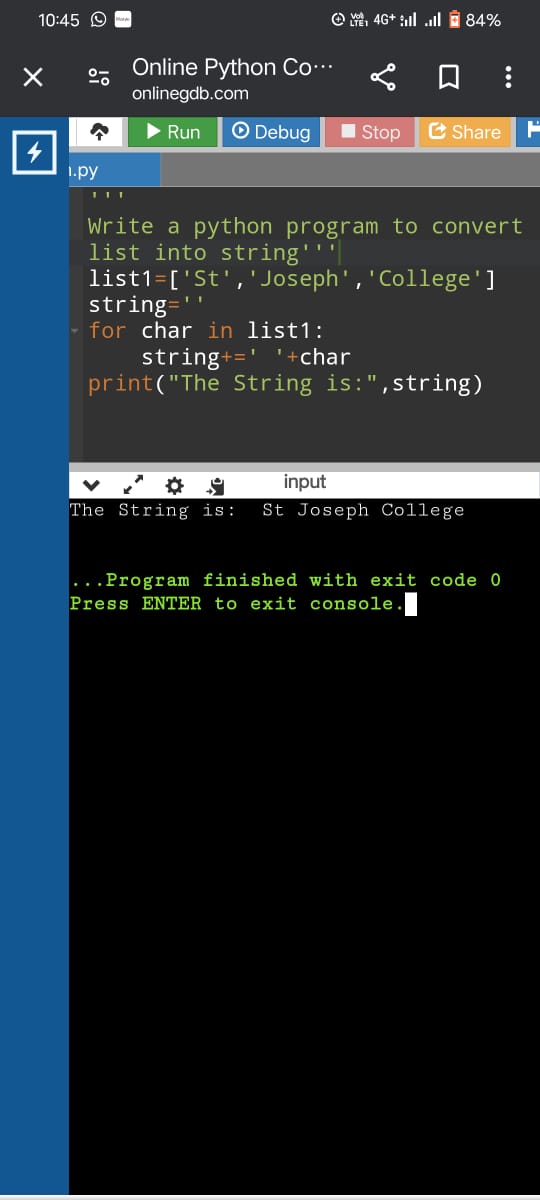 10:45 4G+ 84%
Online Python Co···
onlinegdb.com
Run Debug Stop Share
.py
'''
Write a python program to convert
list into string'''
list1=['St','Joseph','College']
string=''
for char in list1:
    string+=' '+char
print("The String is:",string)
input
The String is:  St Joseph College
...Program finished with exit code 0
Press ENTER to exit console.